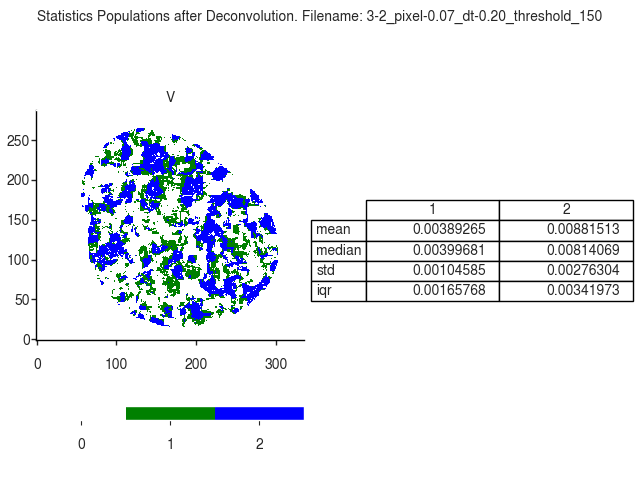 Statistics Populations after Deconvolution. Filename: 3-2_pixel-0.07_dt-0.20_threshold_150
V
250
200
150
100
50
0
0 100 200 300
0 1 2
1 2
mean 0.00389265 0.00881513
median 0.00399681 0.00814069
std 0.00104585 0.00276304
iqr 0.00165768 0.00341973